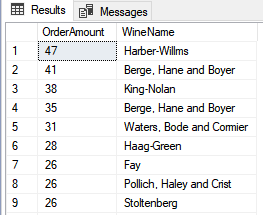 Results Messages
OrderAmount WineName
1 47 Harber-Willms
2 41 Berge, Hane and Boyer
3 38 King-Nolan
4 35 Berge, Hane and Boyer
5 31 Waters, Bode and Cormier
6 28 Haag-Green
7 26 Fay
8 26 Pollich, Haley and Crist
9 26 Stoltenberg